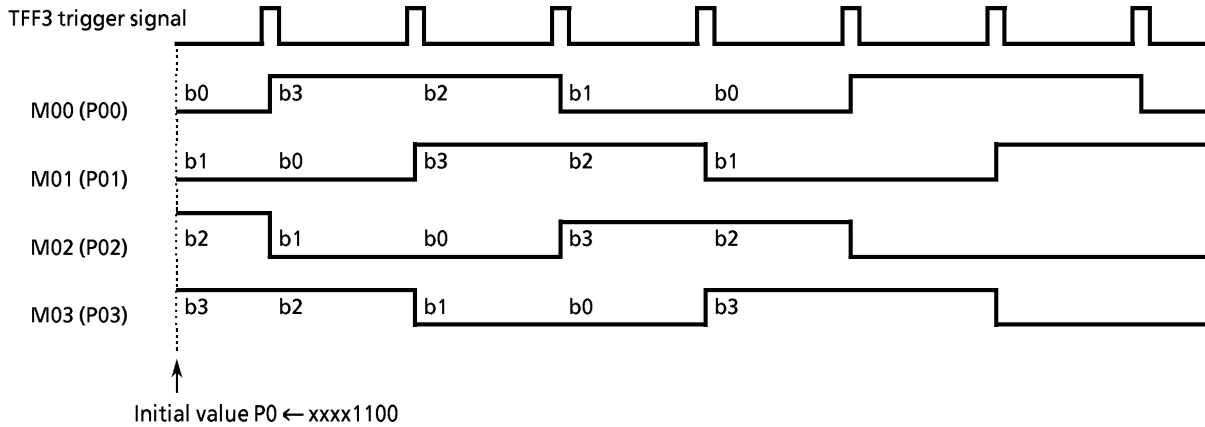 TFF3 trigger signal
M00 (P00) b0 b3 b2 b1 b0
M01 (P01) b1 b0 b3 b2 b1
M02 (P02) b2 b1 b0 b3 b2
M03 (P03) b3 b2 b1 b0 b3
Initial value P0 ← xxxx1100